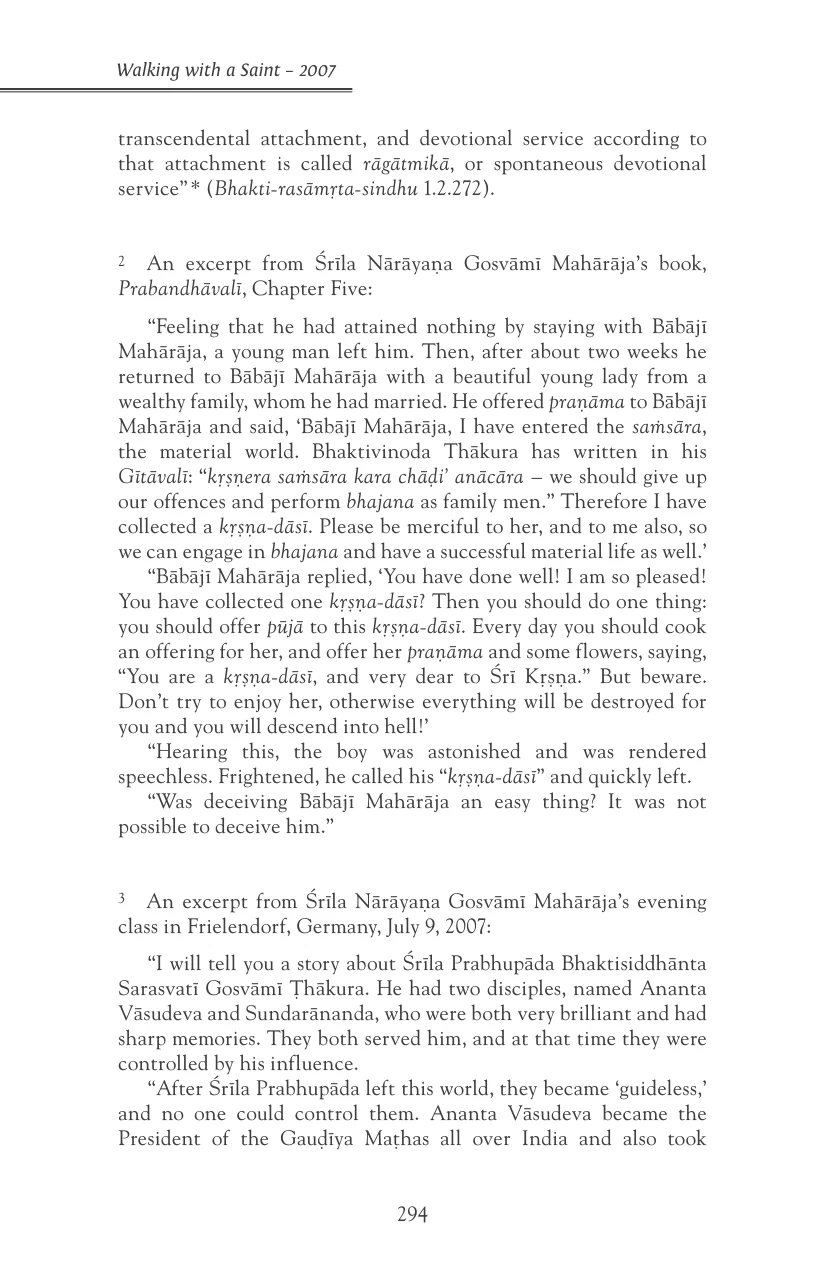 Walking with a Saint – 2007
transcendental attachment, and devotional service according to
that attachment is called rāgātmikā, or spontaneous devotional
service”* (Bhakti-rasāmṛta-sindhu 1.2.272).
2 An excerpt from Śrīla Nārāyaṇa Gosvāmī Mahārāja’s book,
Prabandhāvalī, Chapter Five:
“Feeling that he had attained nothing by staying with Bābājī
Mahārāja, a young man left him. Then, after about two weeks he
returned to Bābājī Mahārāja with a beautiful young lady from a
wealthy family, whom he had married. He offered praṇāma to Bābājī
Mahārāja and said, ‘Bābājī Mahārāja, I have entered the saṁsāra,
the material world. Bhaktivinoda Thākura has written in his
Gītāvalī: “kṛṣṇera saṁsāra kara chāḍi’ anācāra – we should give up
our offences and perform bhajana as family men.” Therefore I have
collected a kṛṣṇa-dāsī. Please be merciful to her, and to me also, so
we can engage in bhajana and have a successful material life as well.’
“Bābājī Mahārāja replied, ‘You have done well! I am so pleased!
You have collected one kṛṣṇa-dāsī? Then you should do one thing:
you should offer pūjā to this kṛṣṇa-dāsī. Every day you should cook
an offering for her, and offer her praṇāma and some flowers, saying,
“You are a kṛṣṇa-dāsī, and very dear to Śrī Kṛṣṇa.” But beware.
Don’t try to enjoy her, otherwise everything will be destroyed for
you and you will descend into hell!’
“Hearing this, the boy was astonished and was rendered
speechless. Frightened, he called his “kṛṣṇa-dāsī” and quickly left.
“Was deceiving Bābājī Mahārāja an easy thing? It was not
possible to deceive him.”
3 An excerpt from Śrīla Nārāyaṇa Gosvāmī Mahārāja’s evening
class in Frielendorf, Germany, July 9, 2007:
“I will tell you a story about Śrīla Prabhupāda Bhaktisiddhānta
Sarasvatī Gosvāmī Ṭhākura. He had two disciples, named Ananta
Vāsudeva and Sundarānanda, who were both very brilliant and had
sharp memories. They both served him, and at that time they were
controlled by his influence.
“After Śrīla Prabhupāda left this world, they became ‘guideless,’
and no one could control them. Ananta Vāsudeva became the
President of the Gauḍīya Maṭhas all over India and also took
294